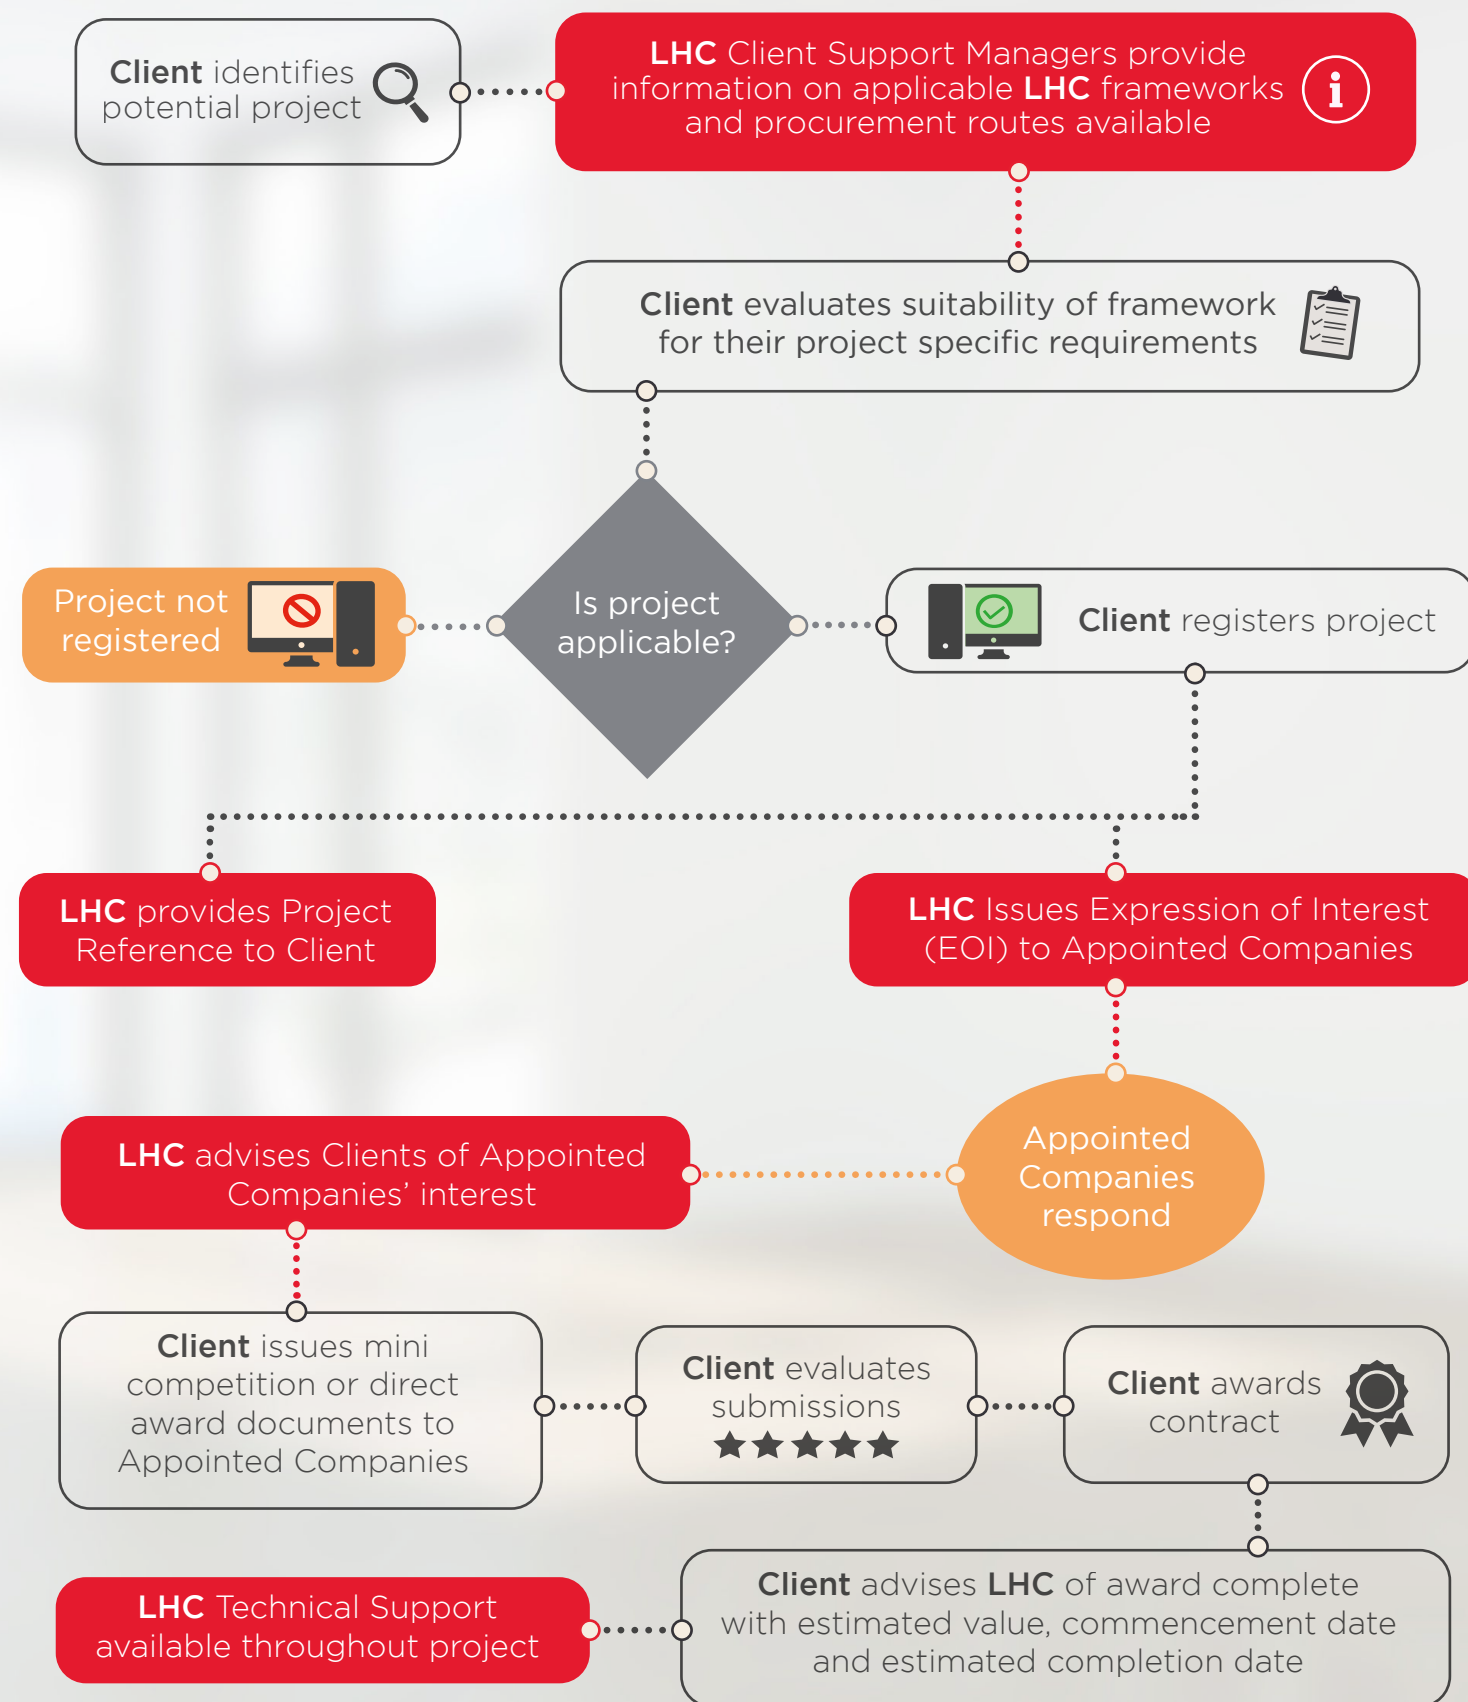 Client identifies
potential project
LHC Client Support Managers provide
information on applicable LHC frameworks
and procurement routes available
i
Client evaluates suitability of framework
for their project specific requirements
Is project
applicable?
Project not
registered
Client registers project
LHC provides Project
Reference to Client
LHC Issues Expression of Interest
(EOI) to Appointed Companies
Appointed
Companies
respond
LHC advises Clients of Appointed
Companies’ interest
Client issues mini
competition or direct
award documents to
Appointed Companies
Client evaluates
submissions
Client awards
contract
Client advises LHC of award complete
with estimated value, commencement date
and estimated completion date
LHC Technical Support
available throughout project